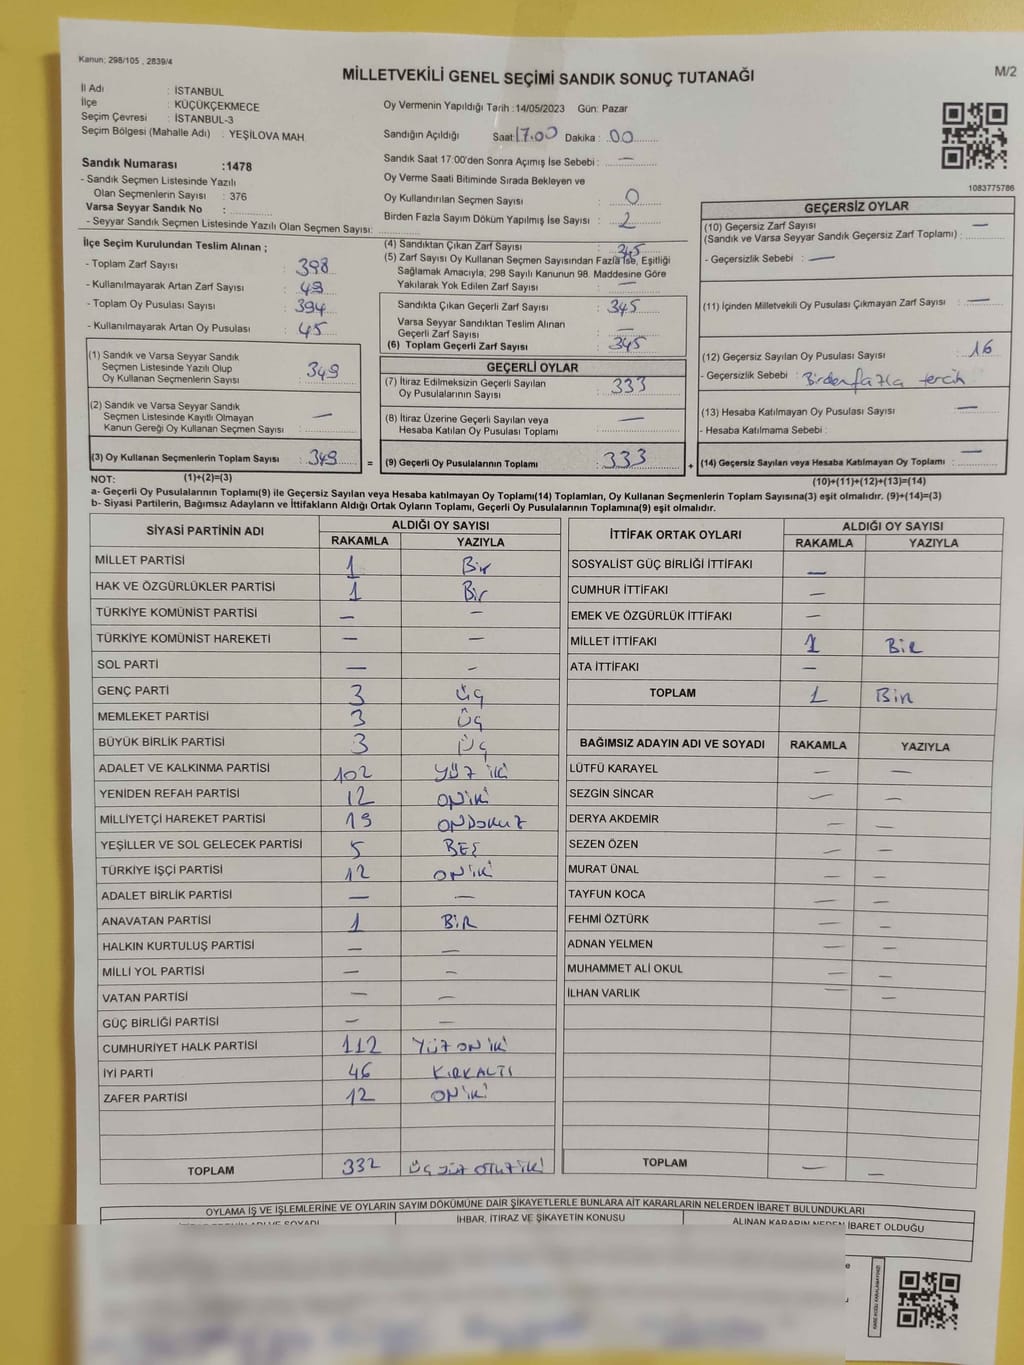 Kanun; 298/105 , 2839/4
MİLLETVEKİLİ GENEL SEÇİMİ SANDIK SONUÇ TUTANAĞI
M/2
İl Adı : İSTANBUL
İlçe : KÜÇÜKÇEKMECE
Seçim Çevresi : İSTANBUL-3
Seçim Bölgesi (Mahalle Adı) : YEŞİLOVA MAH.
Sandık Numarası :1478
- Sandık Seçmen Listesinde Yazılı
Olan Seçmenlerin Sayısı : 376
Varsa Seyyar Sandık No :
- Seyyar Sandık Seçmen Listesinde Yazılı Olan Seçmen Sayısı:
Oy Vermenin Yapıldığı Tarih :14/05/2023 Gün: Pazar
Sandığın Açıldığı Saat:17.00 Dakika : 00
Sandık Saat 17:00'den Sonra Açımış İse Sebebi : —
Oy Verme Saati Bitiminde Sırada Bekleyen ve
Oy Kullandırılan Seçmen Sayısı : 0
Birden Fazla Sayım Döküm Yapılmış İse Sayısı : 2
1083775786
İlçe Seçim Kurulundan Teslim Alınan ;
- Toplam Zarf Sayısı : 398
- Kullanılmayarak Artan Zarf Sayısı : 49
- Toplam Oy Pusulası Sayısı : 394
- Kullanılmayarak Artan Oy Pusulası : 45
(1) Sandık ve Varsa Seyyar Sandık
Seçmen Listesinde Yazılı Olup
Oy Kullanan Seçmenlerin Sayısı : 349
(2) Sandık ve Varsa Seyyar Sandık
Seçmen Listesinde Kayıtlı Olmayan
Kanun Gereği Oy Kullanan Seçmen Sayısı : —
(3) Oy Kullanan Seçmenlerin Toplam Sayısı : 349
(4) Sandıktan Çıkan Zarf Sayısı : 345
(5) Zarf Sayısı Oy Kullanan Seçmen Sayısından Fazla İse, Eşitliği
Sağlamak Amacıyla; 298 Sayılı Kanunun 98. Maddesine Göre
Yakılarak Yok Edilen Zarf Sayısı : —
Sandıkta Çıkan Geçerli Zarf Sayısı : 345
Varsa Seyyar Sandıktan Teslim Alınan
Geçerli Zarf Sayısı : —
(6) Toplam Geçerli Zarf Sayısı : 345
GEÇERLİ OYLAR
(7) İtiraz Edilmeksizin Geçerli Sayılan
Oy Pusulalarının Sayısı : 333
(8) İtiraz Üzerine Geçerli Sayılan veya
Hesaba Katılan Oy Pusulası Toplamı : —
= (9) Geçerli Oy Pusulalarının Toplamı : 333
GEÇERSİZ OYLAR
(10) Geçersiz Zarf Sayısı
(Sandık ve Varsa Seyyar Sandık Geçersiz Zarf Toplamı) : —
- Geçersizlik Sebebi : —
(11) İçinden Milletvekili Oy Pusulası Çıkmayan Zarf Sayısı : —
(12) Geçersiz Sayılan Oy Pusulası Sayısı : 16
- Geçersizlik Sebebi : Birden fazla tercih
(13) Hesaba Katılmayan Oy Pusulası Sayısı : —
- Hesaba Katılmama Sebebi :
+ (14) Geçersiz Sayılan veya Hesaba Katılmayan Oy Toplamı : —
NOT: (1)+(2)=(3) (10)+(11)+(12)+(13)=(14)
a- Geçerli Oy Pusulalarının Toplamı(9) ile Geçersiz Sayılan veya Hesaba katılmayan Oy Toplamı(14) Toplamları, Oy Kullanan Seçmenlerin Toplam Sayısına(3) eşit olmalıdır. (9)+(14)=(3)
b- Siyasi Partilerin, Bağımsız Adayların ve İttifakların Aldığı Ortak Oyların Toplamı, Geçerli Oy Pusulalarının Toplamına(9) eşit olmalıdır.
SİYASİ PARTİNİN ADI ALDIĞI OY SAYISI
RAKAMLA YAZIYLA
MİLLET PARTİSİ 1 Bir
HAK VE ÖZGÜRLÜKLER PARTİSİ 1 Bir
TÜRKİYE KOMÜNİST PARTİSİ — —
TÜRKİYE KOMÜNİST HAREKETİ — —
SOL PARTİ — —
GENÇ PARTİ 3 Üç
MEMLEKET PARTİSİ 3 Üç
BÜYÜK BİRLİK PARTİSİ 3 Üç
ADALET VE KALKINMA PARTİSİ 102 YÜZ İKİ
YENİDEN REFAH PARTİSİ 12 ONİKİ
MİLLİYETÇİ HAREKET PARTİSİ 19 ONDOKUZ
YEŞİLLER VE SOL GELECEK PARTİSİ 5 BEŞ
TÜRKİYE İŞÇİ PARTİSİ 12 ONİKİ
ADALET BİRLİK PARTİSİ — —
ANAVATAN PARTİSİ 1 BİR
HALKIN KURTULUŞ PARTİSİ — —
MİLLİ YOL PARTİSİ — —
VATAN PARTİSİ — —
GÜÇ BİRLİĞİ PARTİSİ — —
CUMHURİYET HALK PARTİSİ 112 YÜZ ON İKİ
İYİ PARTİ 46 KIRKALTI
ZAFER PARTİSİ 12 ONİKİ
TOPLAM 332 ÜÇ YÜZ OTUZ İKİ
İTTİFAK ORTAK OYLARI ALDIĞI OY SAYISI
RAKAMLA YAZIYLA
SOSYALİST GÜÇ BİRLİĞİ İTTİFAKI —
CUMHUR İTTİFAKI —
EMEK VE ÖZGÜRLÜK İTTİFAKI —
MİLLET İTTİFAKI 1 BİR
ATA İTTİFAKI —
TOPLAM 1 BİR
BAĞIMSIZ ADAYIN ADI VE SOYADI RAKAMLA YAZIYLA
LÜTFÜ KARAYEL — —
SEZGİN SİNCAR — —
DERYA AKDEMİR — —
SEZEN ÖZEN — —
MURAT ÜNAL — —
TAYFUN KOCA — —
FEHMİ ÖZTÜRK — —
ADNAN YELMEN — —
MUHAMMET ALİ OKUL — —
İLHAN VARLIK — —
TOPLAM — —
OYLAMA İŞ VE İŞLEMLERİNE VE OYLARIN SAYIM DÖKÜMÜNE DAİR ŞİKAYETLERLE BUNLARA AİT KARARLARIN NELERDEN İBARET BULUNDUKLARI
İHBAR, İTİRAZ VE ŞİKAYETİN KONUSU ALINAN KARARIN NEDEN İBARET OLDUĞU